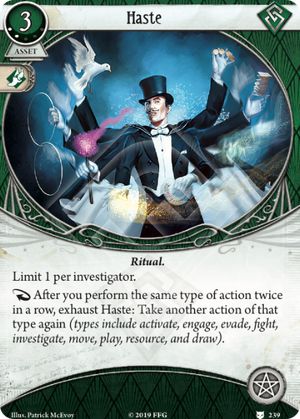 3
Haste
ASSET
Ritual.
Limit 1 per investigator.
After you perform the same type of action twice
in a row, exhaust Haste: Take another action of that
type again (types include activate, engage, evade, fight,
investigate, move, play, resource, and draw).
Illus. Patrick McEvoy
© 2019 FFG
239